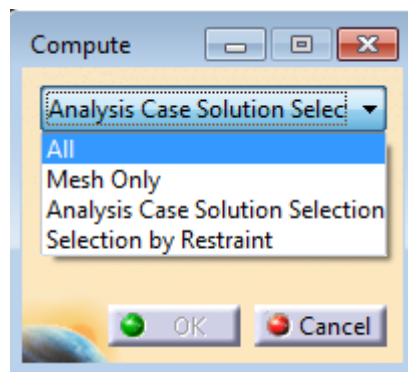 Compute
Analysis Case Solution Selec
All
Mesh Only
Analysis Case Solution Selection
Selection by Restraint
OK
Cancel